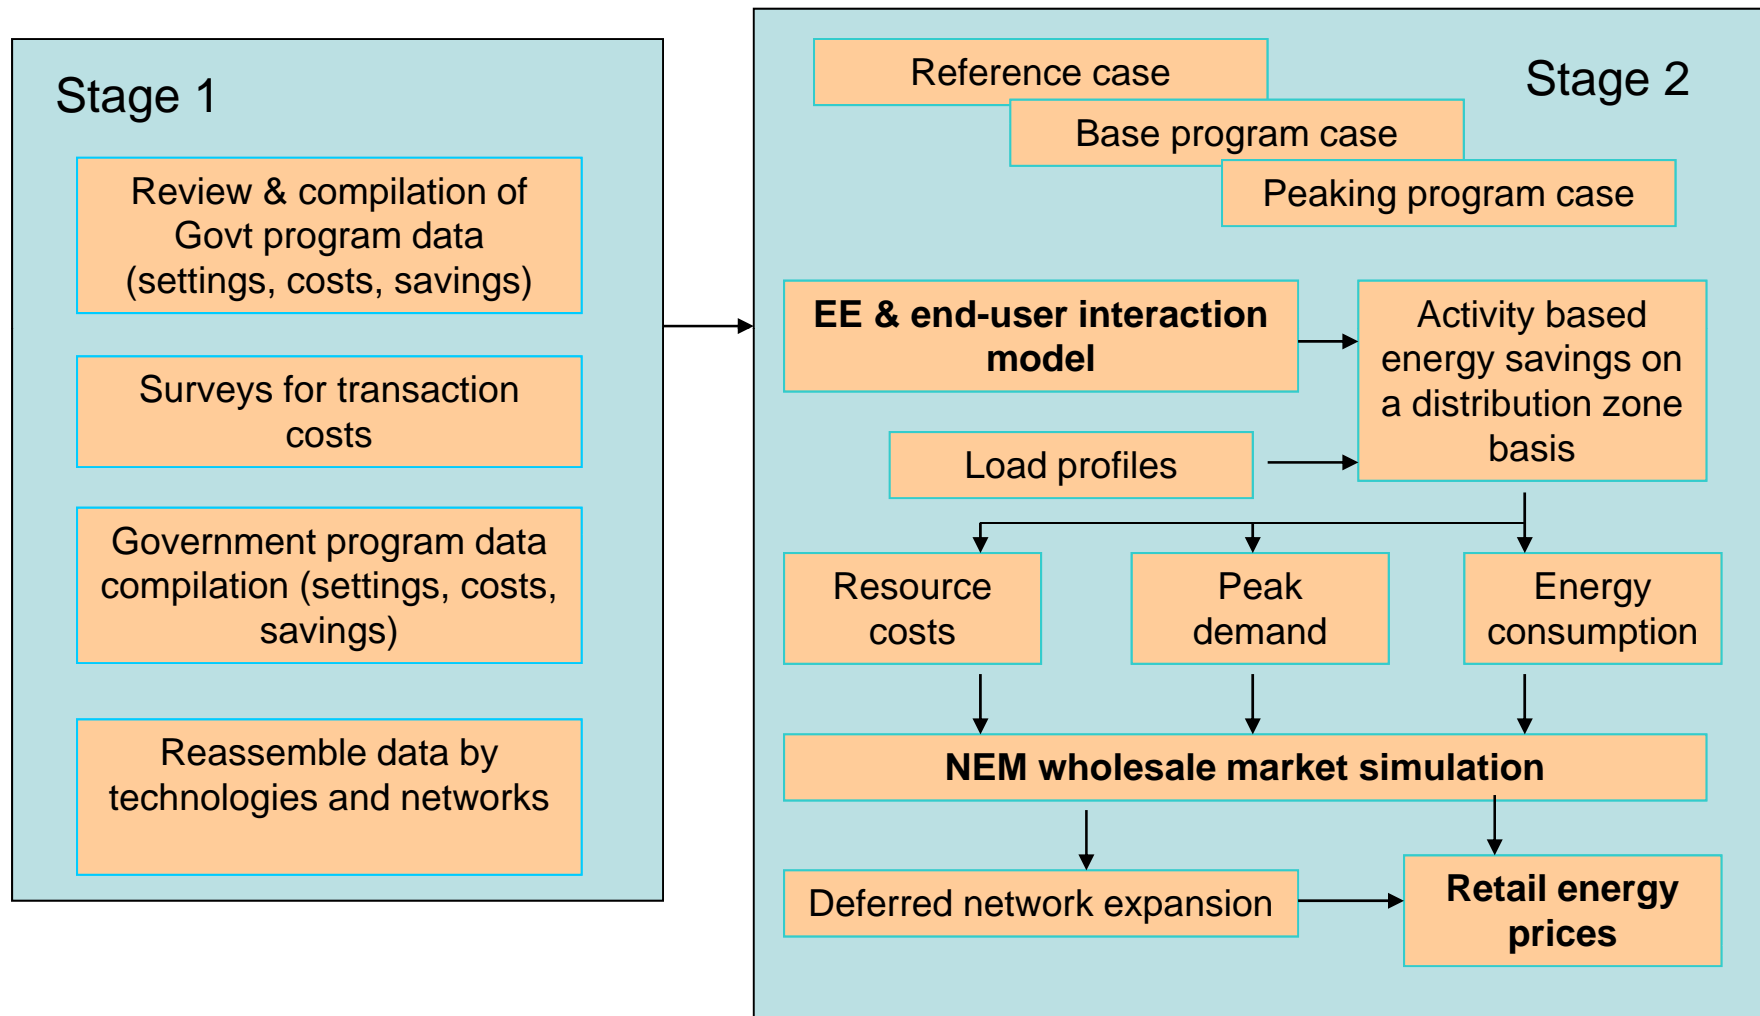 Stage 1
Review & compilation of
Govt program data
(settings, costs, savings)
Surveys for transaction
costs
Government program data
compilation (settings, costs,
savings)
Reassemble data by
technologies and networks
Stage 2
Reference case
Base program case
Peaking program case
EE & end-user interaction
model
Activity based
energy savings on
a distribution zone
basis
Load profiles
Resource
costs
Peak
demand
Energy
consumption
NEM wholesale market simulation
Deferred network expansion
Retail energy
prices